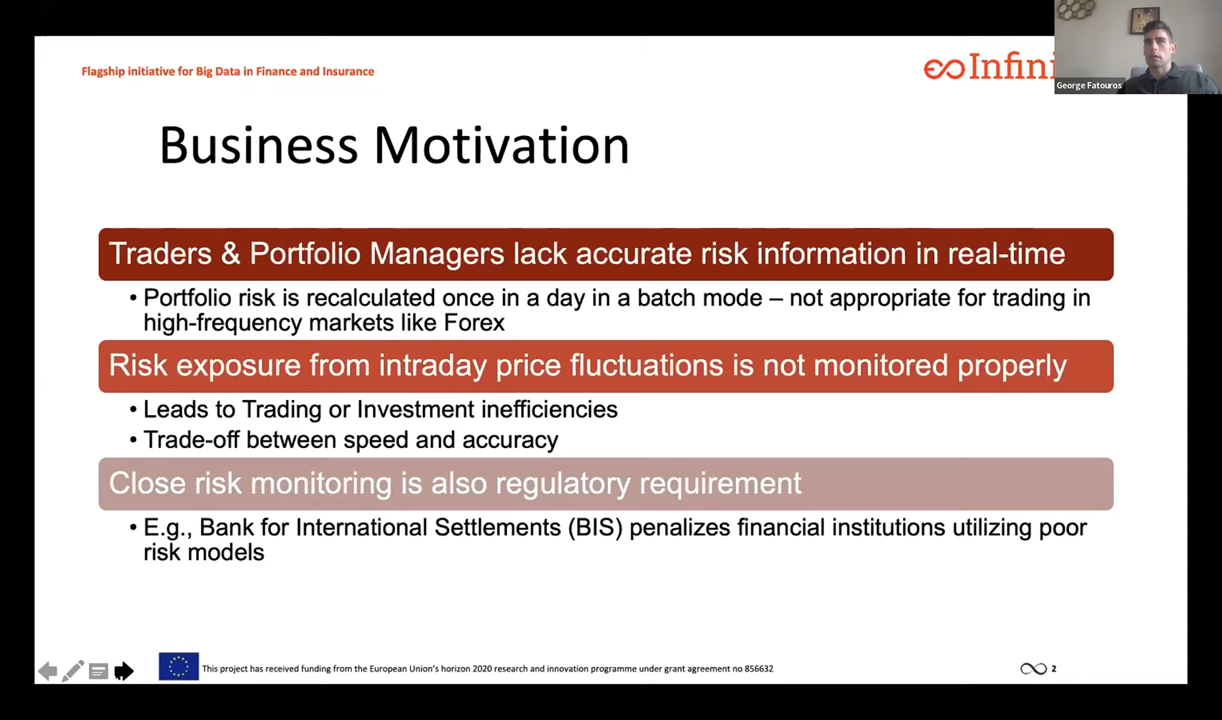 Flagship initiative for Big Data in Finance and Insurance
Infini
George Fatouros
Business Motivation
Traders & Portfolio Managers lack accurate risk information in real-time
• Portfolio risk is recalculated once in a day in a batch mode – not appropriate for trading in
high-frequency markets like Forex
Risk exposure from intraday price fluctuations is not monitored properly
• Leads to Trading or Investment inefficiencies
• Trade-off between speed and accuracy
Close risk monitoring is also regulatory requirement
• E.g., Bank for International Settlements (BIS) penalizes financial institutions utilizing poor
risk models
This project has received funding from the European Union's horizon 2020 research and innovation programme under grant agreement no 856632
2